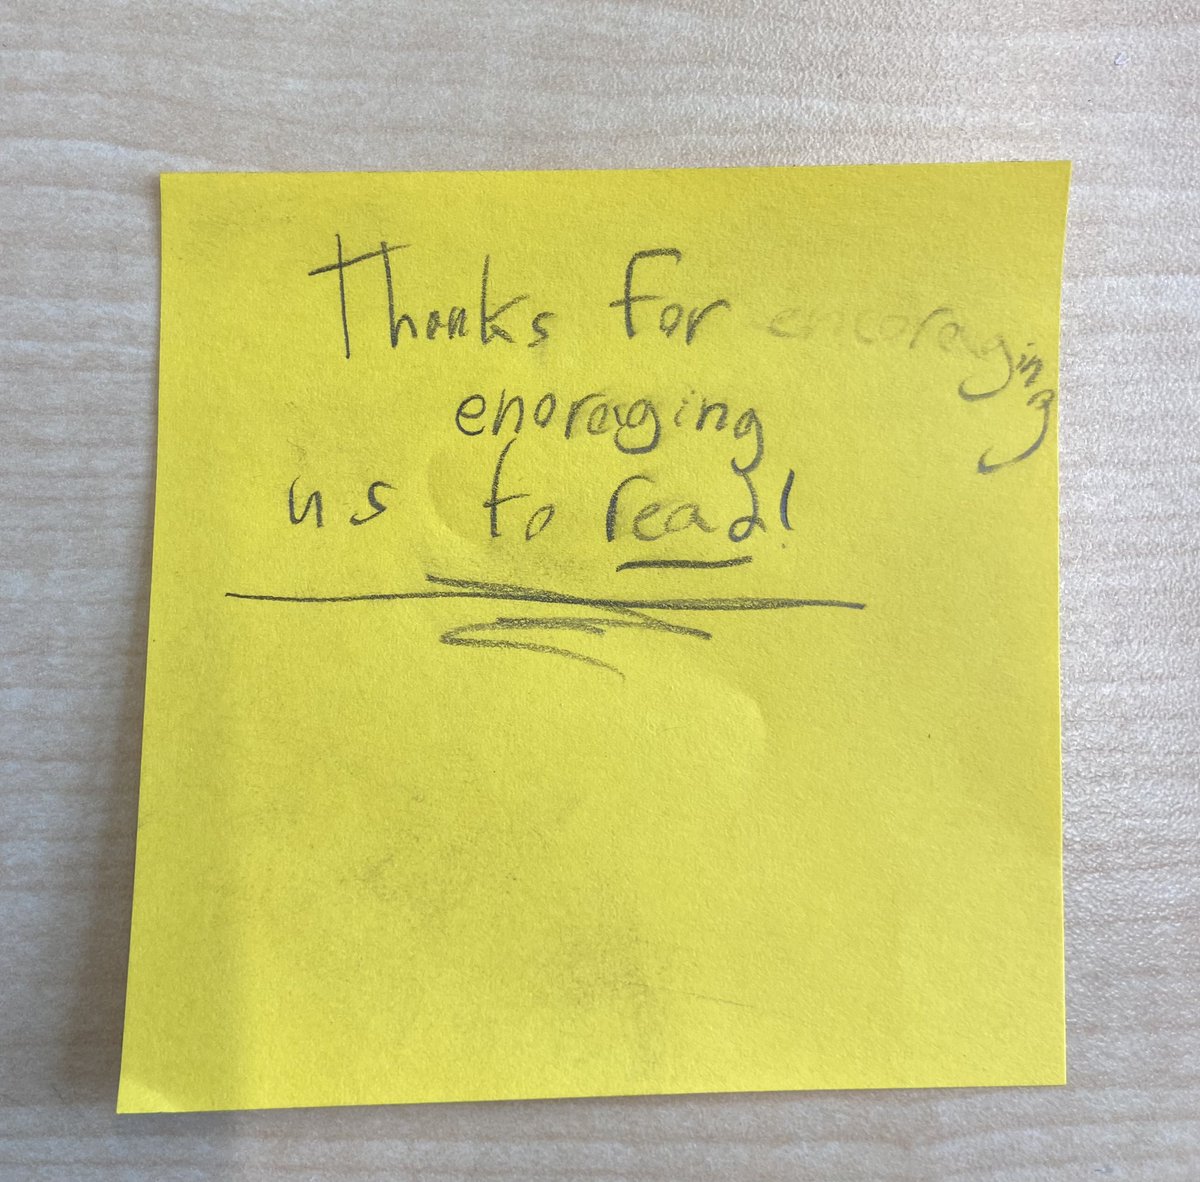 Thanks for encoraging
enoraging
us to read!